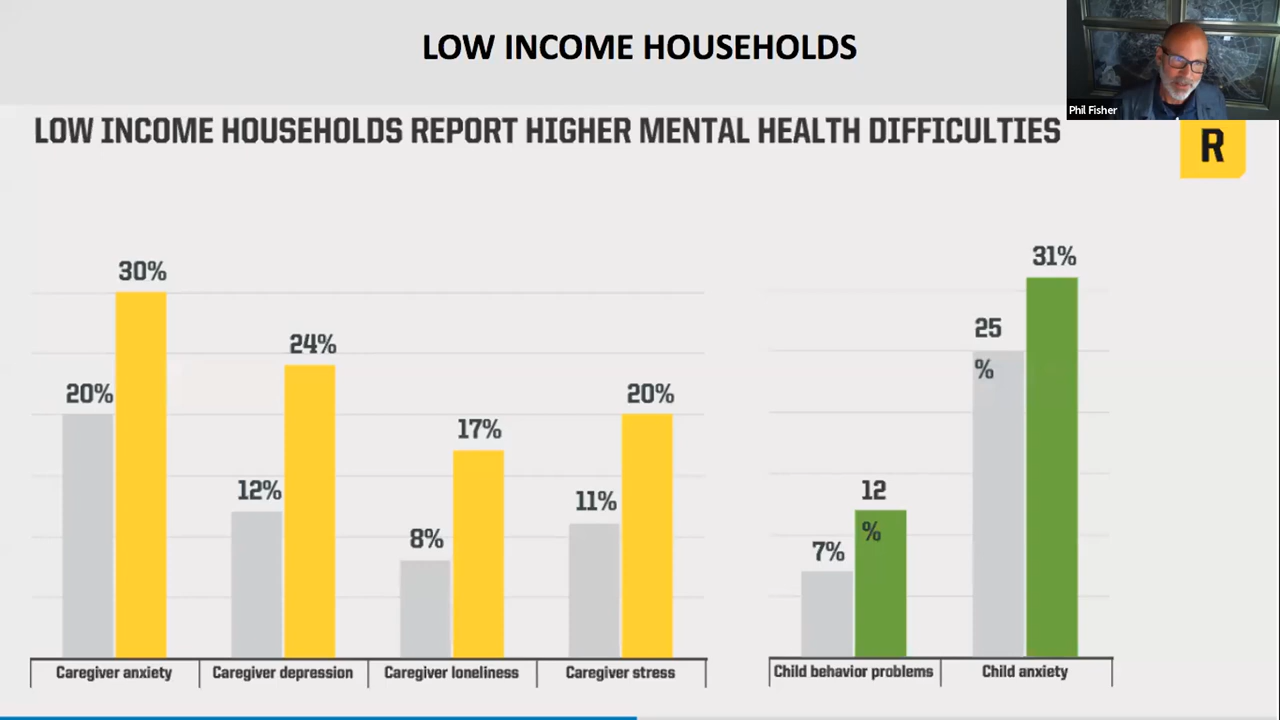 LOW INCOME HOUSEHOLDS
Phil Fisher
LOW INCOME HOUSEHOLDS REPORT HIGHER MENTAL HEALTH DIFFICULTIES
R
20%
30%
12%
24%
8%
17%
11%
20%
7%
12
%
25
%
31%
Caregiver anxiety
Caregiver depression
Caregiver loneliness
Caregiver stress
Child behavior problems
Child anxiety